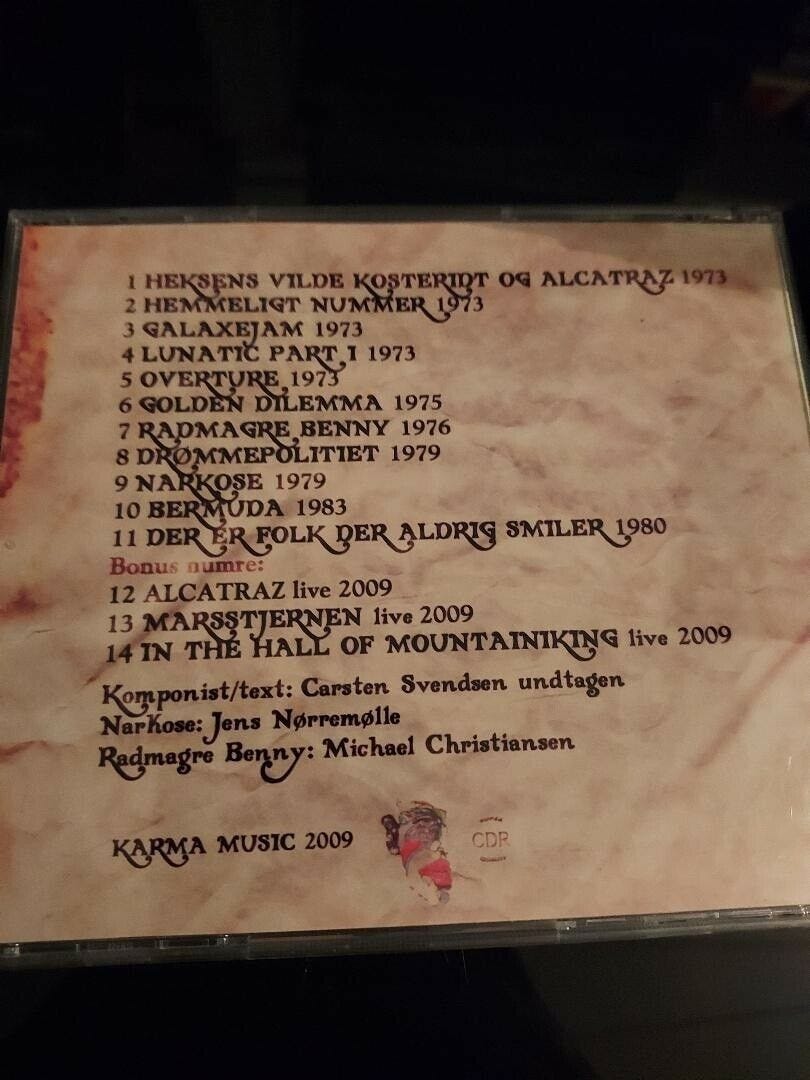 1 HEKSENS VILDE KOSTERIDT OG ALCATRAZ 1973
2 HEMMELIGT NUMMER 1973
3 GALAXEJAM 1973
4 LUNATIC PART I 1973
5 OVERTURE 1973
6 GOLDEN DILEMMA 1975
7 RADMAGRE BENNY 1976
8 DRØMMEPOLITIET 1979
9 NARKOSE 1979
10 BERMUDA 1983
11 DER ER FOLK DER ALDRIG SMILER 1980
Bonus numre:
12 ALCATRAZ live 2009
13 MARSSTJERNEN live 2009
14 IN THE HALL OF MOUNTAINIKING live 2009
Komponist/text: Carsten Svendsen undtagen
Narkose: Jens Nørremølle
Radmagre Benny: Michael Christiansen
KARMA MUSIC 2009
CDR